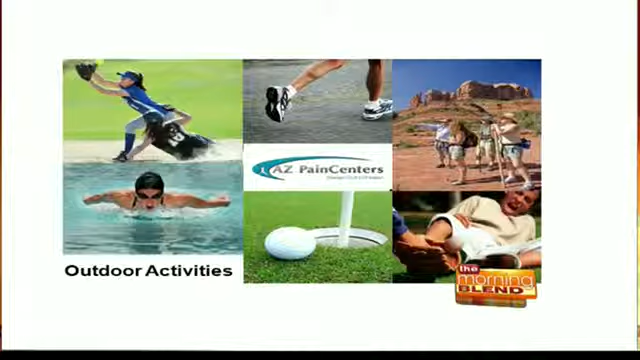 AZ PainCenters
Outdoor Activities
the
morning
BLEND